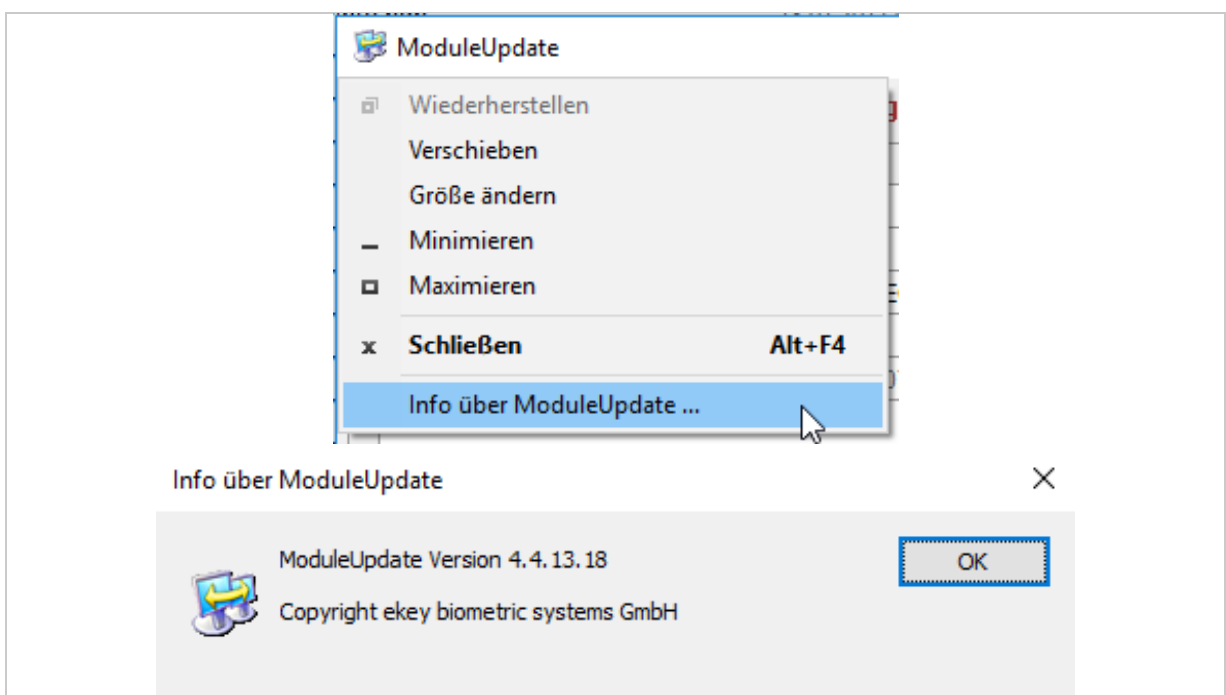 ModuleUpdate
Wiederherstellen
Verschieben
Größe ändern
Minimieren
Maximieren
Schließen Alt+F4
Info über ModuleUpdate ...
Info über ModuleUpdate
ModuleUpdate Version 4.4.13.18
OK
Copyright ekey biometric systems GmbH